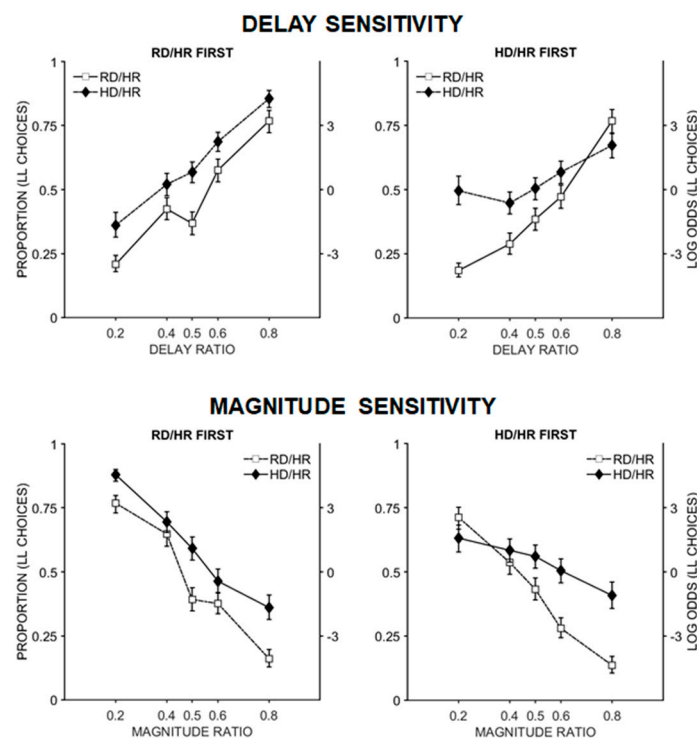 DELAY SENSITIVITY
RD/HR FIRST
HD/HR FIRST
RD/HR
HD/HR
RD/HR
HD/HR
PROPORTION (LL CHOICES)
1
0.75
0.5
0.25
0
3
0
-3
1
0.75
0.5
0.25
0
3
0
-3
LOG ODDS (LL CHOICES)
0.2 0.4 0.5 0.6 0.8
DELAY RATIO
0.2 0.4 0.5 0.6 0.8
DELAY RATIO
MAGNITUDE SENSITIVITY
RD/HR FIRST
HD/HR FIRST
RD/HR
HD/HR
RD/HR
HD/HR
PROPORTION (LL CHOICES)
1
0.75
0.5
0.25
0
3
0
-3
1
0.75
0.5
0.25
0
3
0
-3
LOG ODDS (LL CHOICES)
0.2 0.4 0.5 0.6 0.8
MAGNITUDE RATIO
0.2 0.4 0.5 0.6 0.8
MAGNITUDE RATIO